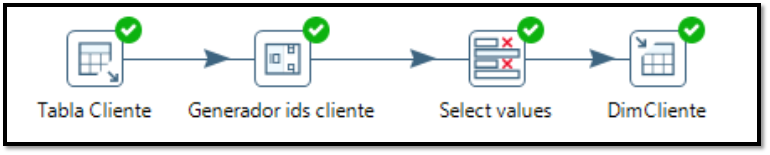 Tabla Cliente
Generador ids cliente
Select values
DimCliente